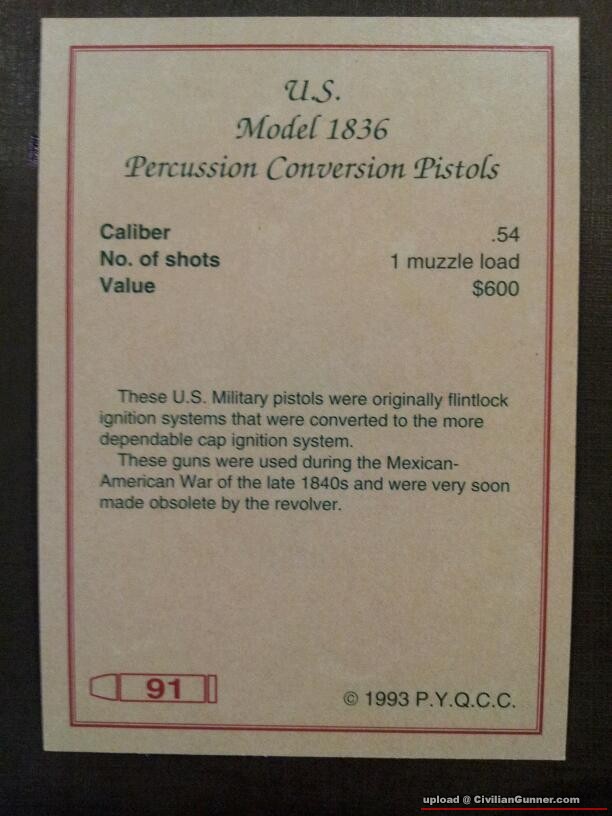 U.S.
Model 1836
Percussion Conversion Pistols
Caliber .54
No. of shots 1 muzzle load
Value $600
These U.S. Military pistols were originally flintlock
ignition systems that were converted to the more
dependable cap ignition system.
These guns were used during the Mexican-
American War of the late 1840s and were very soon
made obsolete by the revolver.
91
© 1993 P.Y.Q.C.C.
upload @ CivilianGunner.com